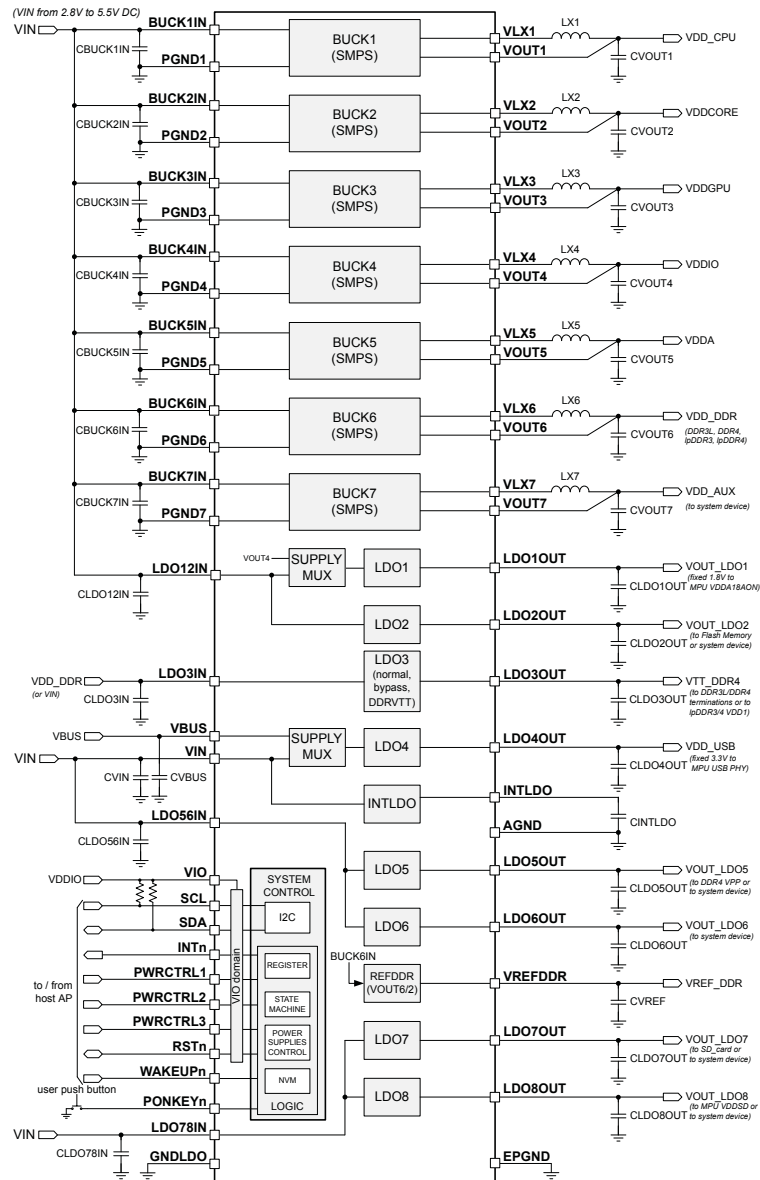 (VIN from 2.8V to 5.5V DC)
VIN
BUCK1IN
CBUCK1IN
PGND1
BUCK1
(SMPS)
VLX1
VOUT1
LX1
VDD_CPU
CVOUT1
BUCK2IN
CBUCK2IN
PGND2
BUCK2
(SMPS)
VLX2
VOUT2
LX2
VDDCORE
CVOUT2
BUCK3IN
CBUCK3IN
PGND3
BUCK3
(SMPS)
VLX3
VOUT3
LX3
VDDGPU
CVOUT3
BUCK4IN
CBUCK4IN
PGND4
BUCK4
(SMPS)
VLX4
VOUT4
LX4
VDDIO
CVOUT4
BUCK5IN
CBUCK5IN
PGND5
BUCK5
(SMPS)
VLX5
VOUT5
LX5
VDDA
CVOUT5
BUCK6IN
CBUCK6IN
PGND6
BUCK6
(SMPS)
VLX6
VOUT6
LX6
VDD_DDR
(DDR3L, DDR4,
lpDDR3, lpDDR4)
CVOUT6
BUCK7IN
CBUCK7IN
PGND7
BUCK7
(SMPS)
VLX7
VOUT7
LX7
VDD_AUX
(to system device)
CVOUT7
LDO12IN
CLDO12IN
VOUT4
SUPPLY
MUX
LDO1
LDO1OUT
VOUT_LDO1
(fixed 1.8V to
MPU VDDA18AON)
CLDO1OUT
LDO2
LDO2OUT
VOUT_LDO2
(to Flash Memory
or system device)
CLDO2OUT
VDD_DDR
(or VIN)
LDO3IN
CLDO3IN
LDO3
(normal,
bypass,
DDRVTT)
LDO3OUT
VTT_DDR4
(to DDR3L/DDR4
terminations or to
lpDDR3/4 VDD1)
CLDO3OUT
VBUS
VBUS
VIN
VIN
CVIN
CVBUS
SUPPLY
MUX
LDO4
LDO4OUT
VDD_USB
(fixed 3.3V to
MPU USB PHY)
CLDO4OUT
INTLDO
INTLDO
CINTLDO
AGND
LDO56IN
CLDO56IN
LDO5
LDO5OUT
VOUT_LDO5
(to DDR4 VPP or
to system device)
CLDO5OUT
LDO6
LDO6OUT
VOUT_LDO6
(to system device)
CLDO6OUT
VDDIO
VIO
SCL
SDA
INTn
PWRCTRL1
PWRCTRL2
PWRCTRL3
RSTn
WAKEUPn
PONKEYn
to / from
host AP
user push button
VIO domain
SYSTEM
CONTROL
I2C
REGISTER
STATE
MACHINE
POWER
SUPPLIES
CONTROL
NVM
LOGIC
BUCK6IN
REFDDR
(VOUT6/2)
VREFDDR
VREF_DDR
CVREF
LDO7
LDO7OUT
VOUT_LDO7
(to SD_card or
to system device)
CLDO7OUT
LDO8
LDO8OUT
VOUT_LDO8
(to MPU VDDSD or
to system device)
CLDO8OUT
VIN
LDO78IN
CLDO78IN
GNDLDO
EPGND